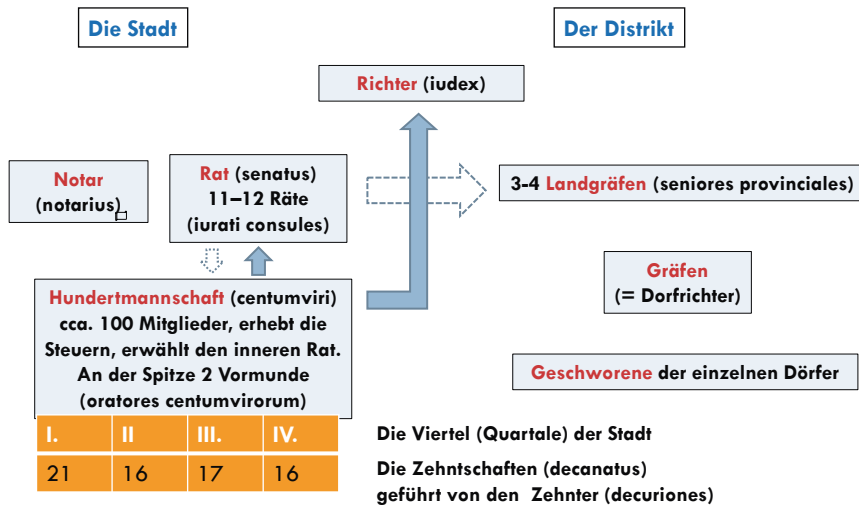 Die Stadt
Der Distrikt
Richter (iudex)
Notar
(notarius)
Rat (senatus)
11–12 Räte
(iurati consules)
3-4 Landgräfen (seniores provinciales)
Gräfen
(= Dorfrichter)
Hundertmannschaft (centumviri)
cca. 100 Mitglieder, erhebt die
Steuern, erwählt den inneren Rat.
An der Spitze 2 Vormunde
(oratores centumvirorum)
Geschworene der einzelnen Dörfer
I. II III. IV.
Die Viertel (Quartale) der Stadt
21 16 17 16
Die Zehntschaften (decanatus)
geführt von den Zehnter (decuriones)